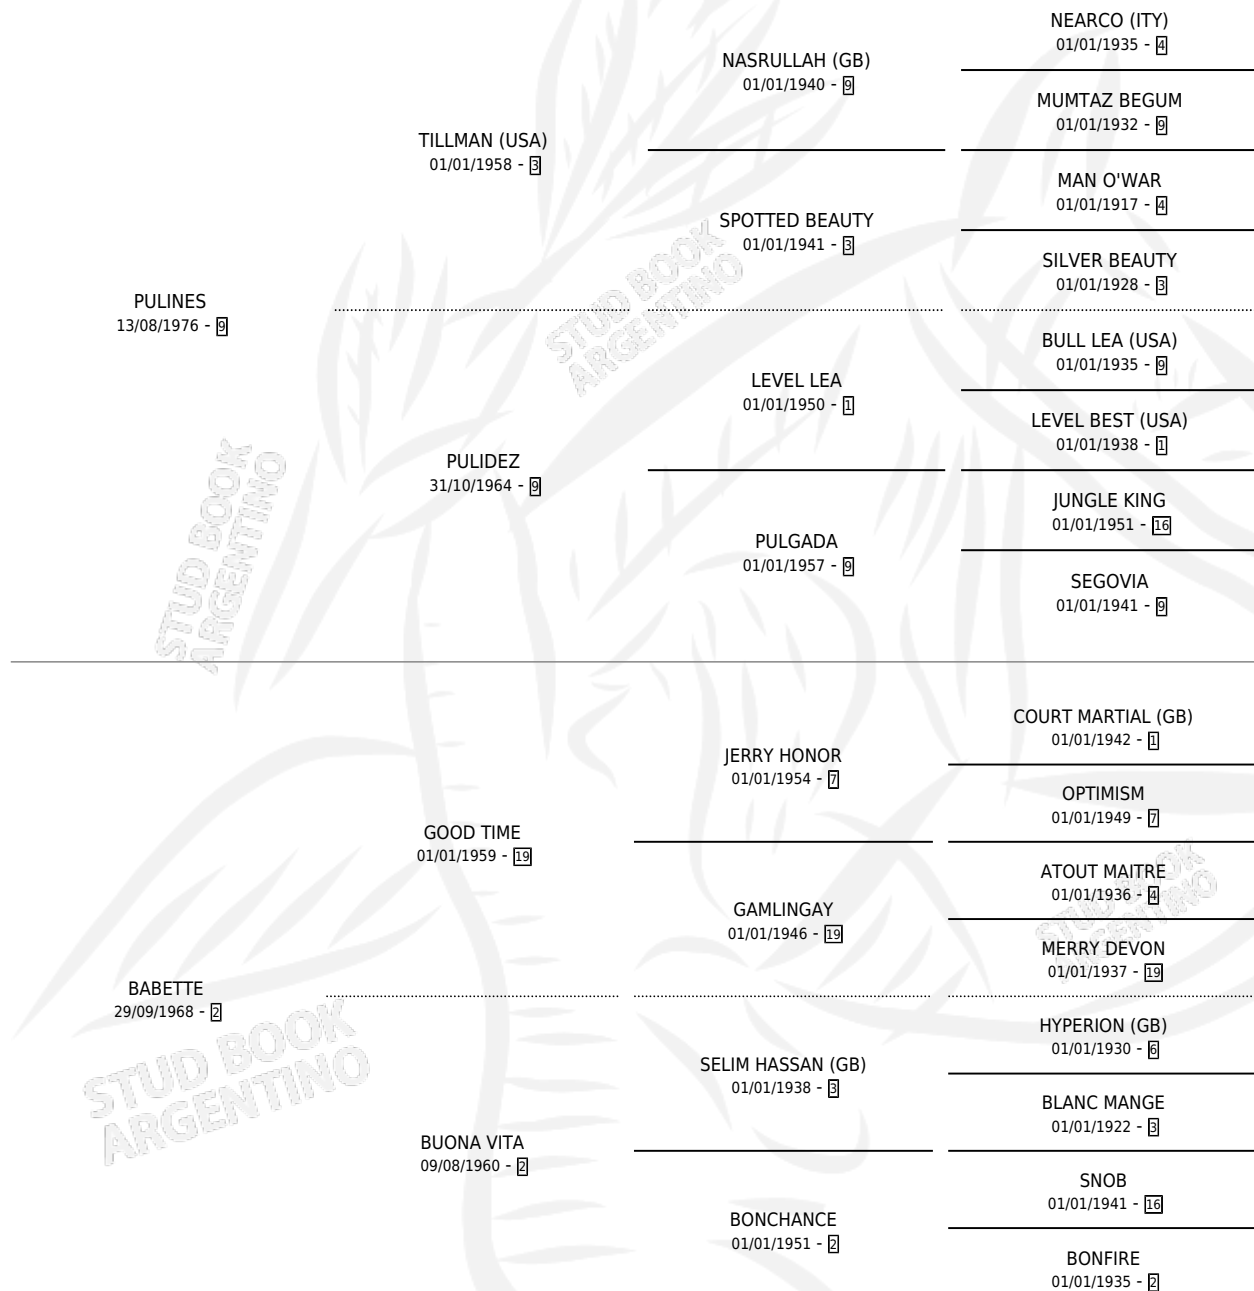 NEARCO (ITY)
01/01/1935 - 4
NASRULLAH (GB)
01/01/1940 - 9
MUMTAZ BEGUM
01/01/1932 - 9
TILLMAN (USA)
01/01/1958 - 3
MAN O'WAR
01/01/1917 - 4
SPOTTED BEAUTY
01/01/1941 - 3
SILVER BEAUTY
01/01/1928 - 3
STUD BOOK
ARGENTINO
PULINES
13/08/1976 - 9
BULL LEA (USA)
01/01/1935 - 9
LEVEL LEA
01/01/1950 - 1
LEVEL BEST (USA)
01/01/1938 - 1
PULIDEZ
31/10/1964 - 9
JUNGLE KING
01/01/1951 - 16
PULGADA
01/01/1957 - 9
SEGOVIA
01/01/1941 - 9
STUD BOOK
ARGENTINO
COURT MARTIAL (GB)
01/01/1942 - 1
JERRY HONOR
01/01/1954 - 7
OPTIMISM
01/01/1949 - 7
GOOD TIME
01/01/1959 - 19
ATOUT MAITRE
01/01/1936 - 4
GAMLINGAY
01/01/1946 - 19
MERRY DEVON
01/01/1937 - 19
STUD BOOK
ARGENTINO
BABETTE
29/09/1968 - 2
HYPERION (GB)
01/01/1930 - 6
SELIM HASSAN (GB)
01/01/1938 - 3
BLANC MANGE
01/01/1922 - 3
STUD BOOK
ARGENTINO
BUONA VITA
09/08/1960 - 2
SNOB
01/01/1941 - 16
BONCHANCE
01/01/1951 - 2
BONFIRE
01/01/1935 - 2